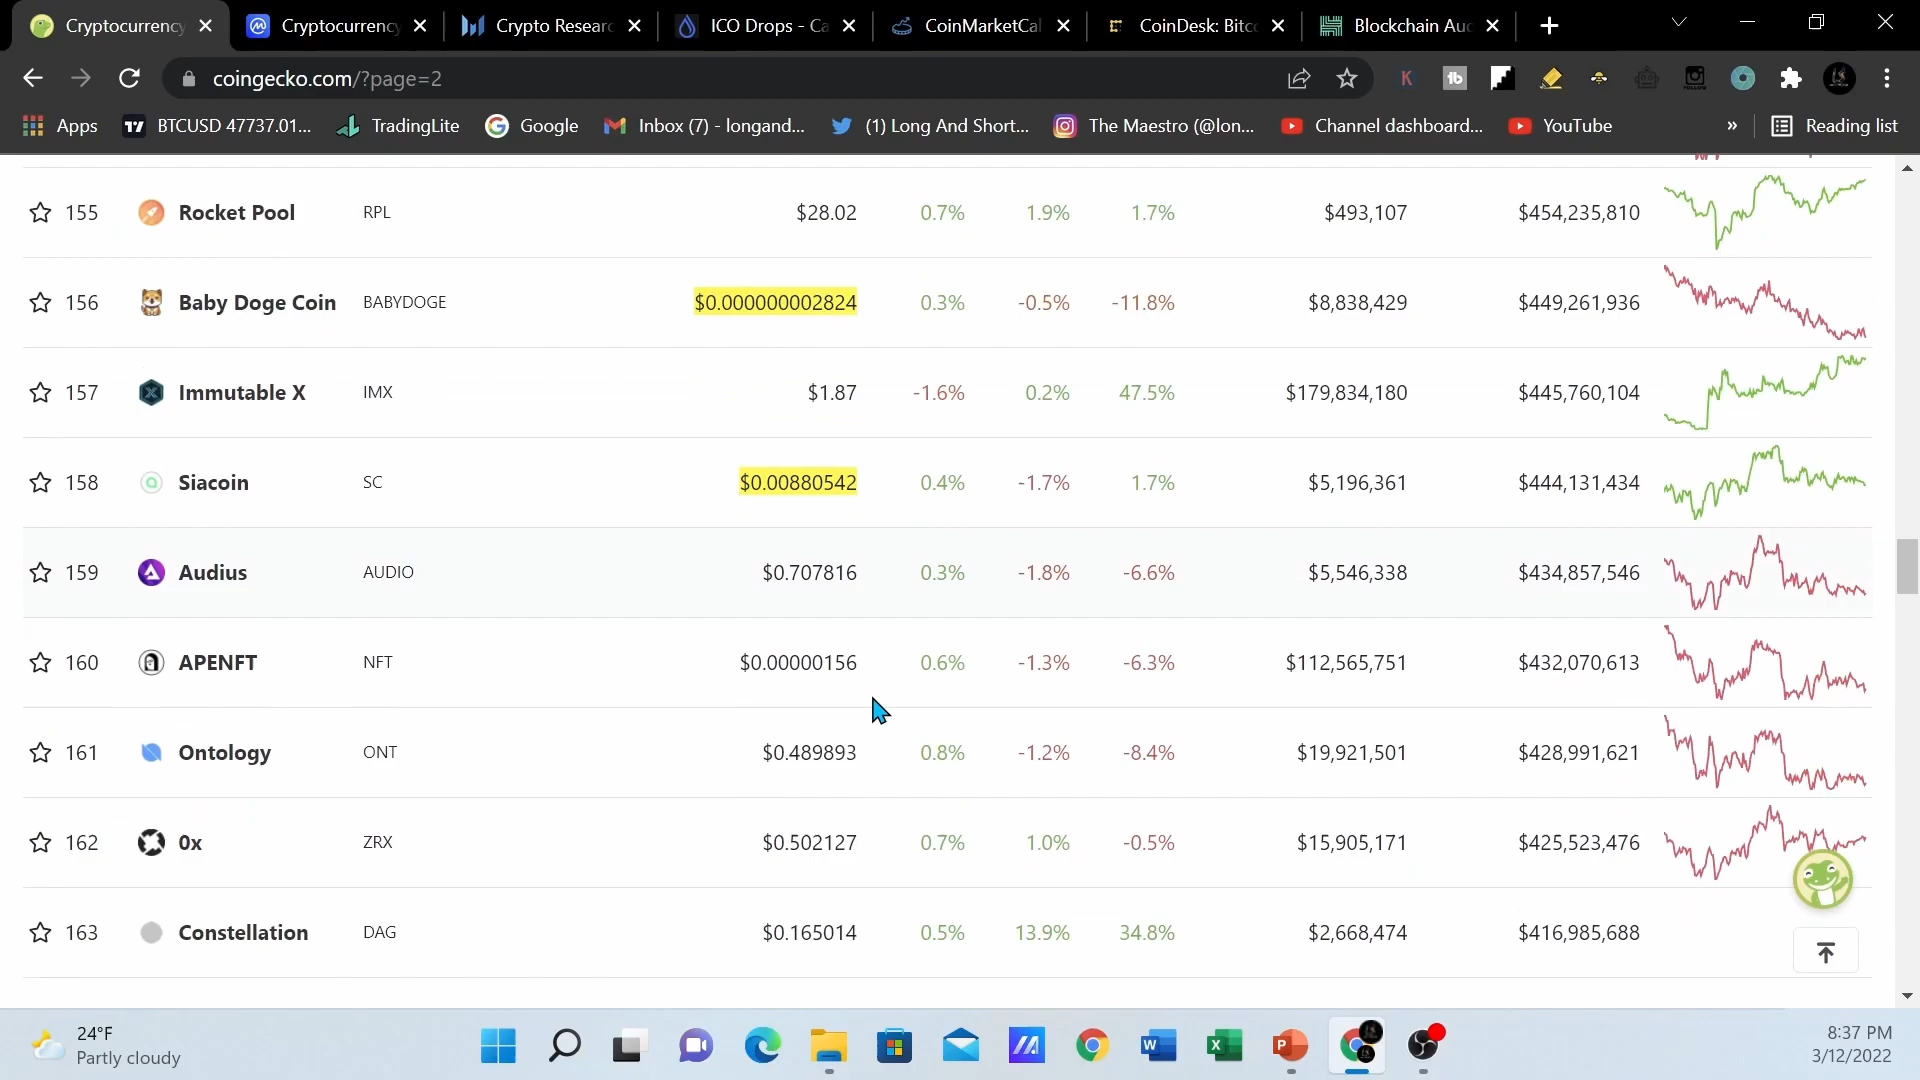 Cryptocurrency Cryptocurrency Crypto Researc ICO Drops - Ca CoinMarketCal CoinDesk: Bitc Blockchain Auc
coingecko.com/?page=2
Apps BTCUSD 47737.01... TradingLite Google Inbox (7) - longand... (1) Long And Short... The Maestro (@lon... Channel dashboard... YouTube » Reading list
155 Rocket Pool RPL $28.02 0.7% 1.9% 1.7% $493,107 $454,235,810
156 Baby Doge Coin BABYDOGE $0.000000002824 0.3% -0.5% -11.8% $8,838,429 $449,261,936
157 Immutable X IMX $1.87 -1.6% 0.2% 47.5% $179,834,180 $445,760,104
158 Siacoin SC $0.00880542 0.4% -1.7% 1.7% $5,196,361 $444,131,434
159 Audius AUDIO $0.707816 0.3% -1.8% -6.6% $5,546,338 $434,857,546
160 APENFT NFT $0.00000156 0.6% -1.3% -6.3% $112,565,751 $432,070,613
161 Ontology ONT $0.489893 0.8% -1.2% -8.4% $19,921,501 $428,991,621
162 0x ZRX $0.502127 0.7% 1.0% -0.5% $15,905,171 $425,523,476
163 Constellation DAG $0.165014 0.5% 13.9% 34.8% $2,668,474 $416,985,688
24°F
Partly cloudy
8:37 PM
3/12/2022